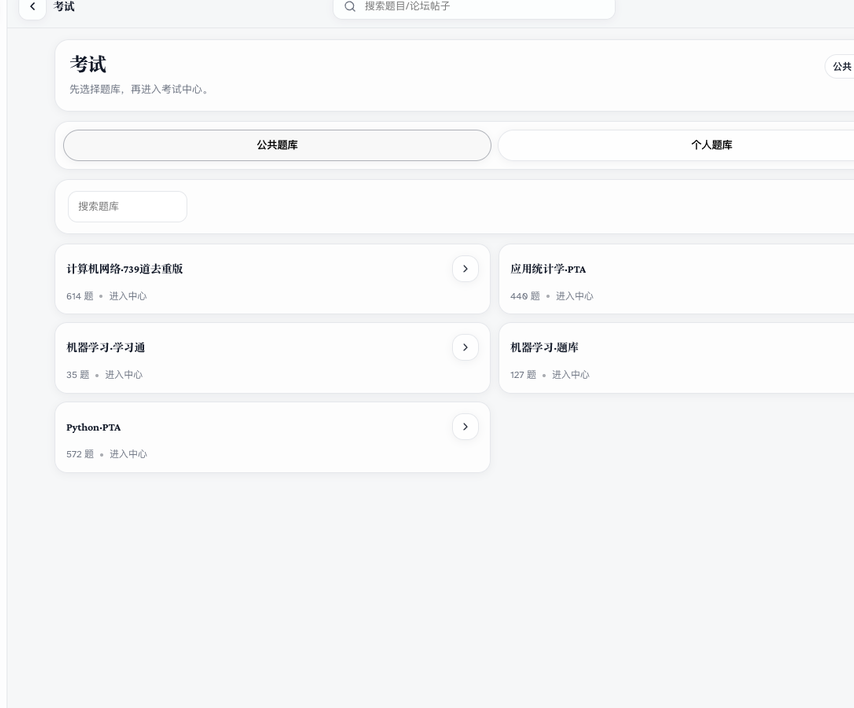 考试
搜索题目/论坛帖子
考试
公共
先选择题库，再进入考试中心。
公共题库
个人题库
搜索题库
计算机网络·739道去重版
614 题 • 进入中心
应用统计学·PTA
440 题 • 进入中心
机器学习·学习通
35 题 • 进入中心
机器学习·题库
127 题 • 进入中心
Python·PTA
572 题 • 进入中心